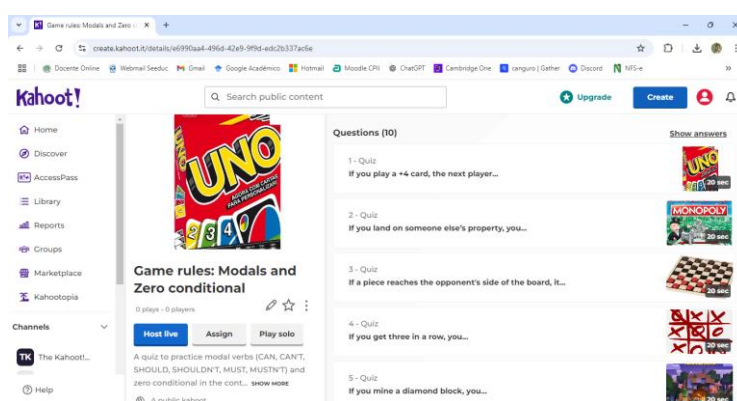 Game rules: Modals and Zero c
create.kahoot.it/details/e6990aa4-496d-42e9-9f9d-edc2b337ac6e
Docente Online
Webmail Seeduc
Gmail
Google Acadêmico
Hotmail
Moodle CPII
ChatGPT
Cambridge One
canguro | Gather
Discord
NFS-e
Kahoot!
Search public content
Upgrade
Create
Home
Discover
AccessPass
Library
Reports
Groups
Marketplace
Kahootopia
Channels
TK The Kahoot!...
Help
UNO
AGORA COM CARTAS
PARA PERSONALIZAR!
Game rules: Modals and
Zero conditional
0 plays · 0 players
Host live
Assign
Play solo
A quiz to practice modal verbs (CAN, CAN'T,
SHOULD, SHOULDN'T, MUST, MUSTN'T) and
zero conditional in the cont... SHOW MORE
A public kahoot
Questions (10)
Show answers
1 - Quiz
If you play a +4 card, the next player...
UNO
20 sec
2 - Quiz
If you land on someone else's property, you...
MONOPOLY
20 sec
3 - Quiz
If a piece reaches the opponent's side of the board, it...
20 sec
4 - Quiz
If you get three in a row, you...
20 sec
5 - Quiz
If you mine a diamond block, you...
20 sec